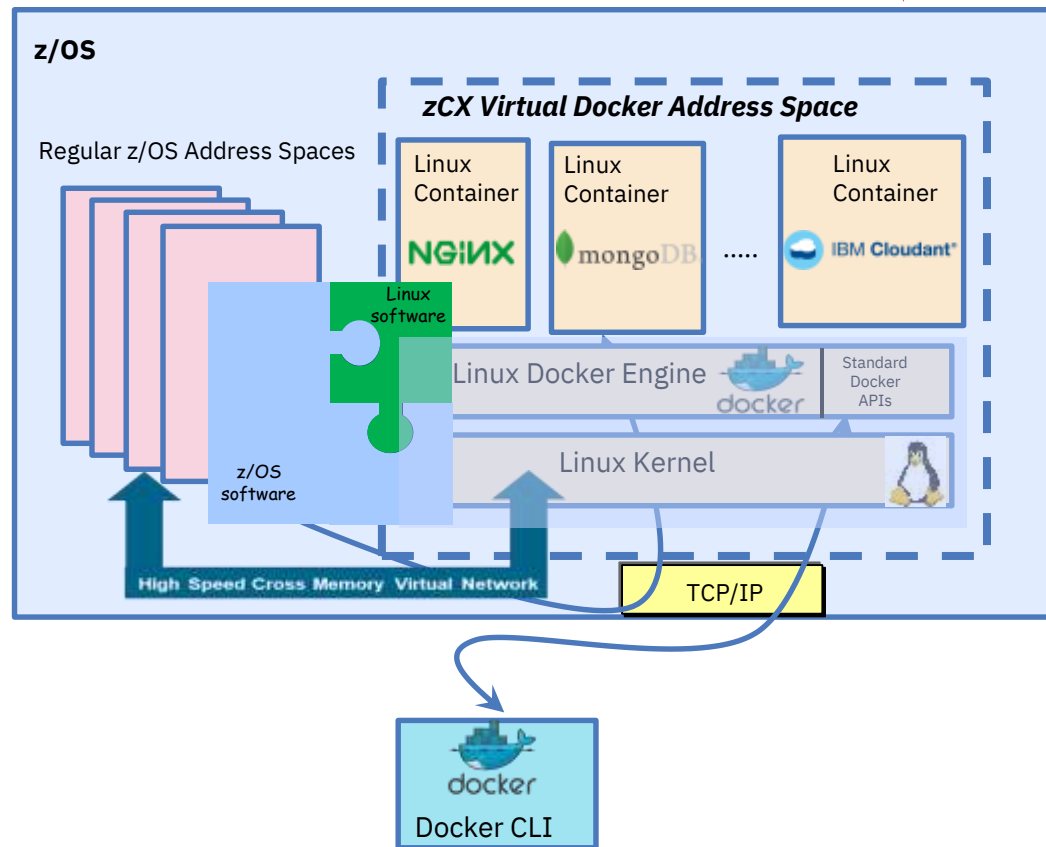 z/OS
zCX Virtual Docker Address Space
Regular z/OS Address Spaces
Linux
Container
NGINX
Linux
Container
mongoDB
.....
Linux
Container
IBM Cloudant®
Linux
software
z/OS
software
Linux Docker Engine
docker
Standard
Docker
APIs
Linux Kernel
High Speed Cross Memory Virtual Network
TCP/IP
docker
Docker CLI